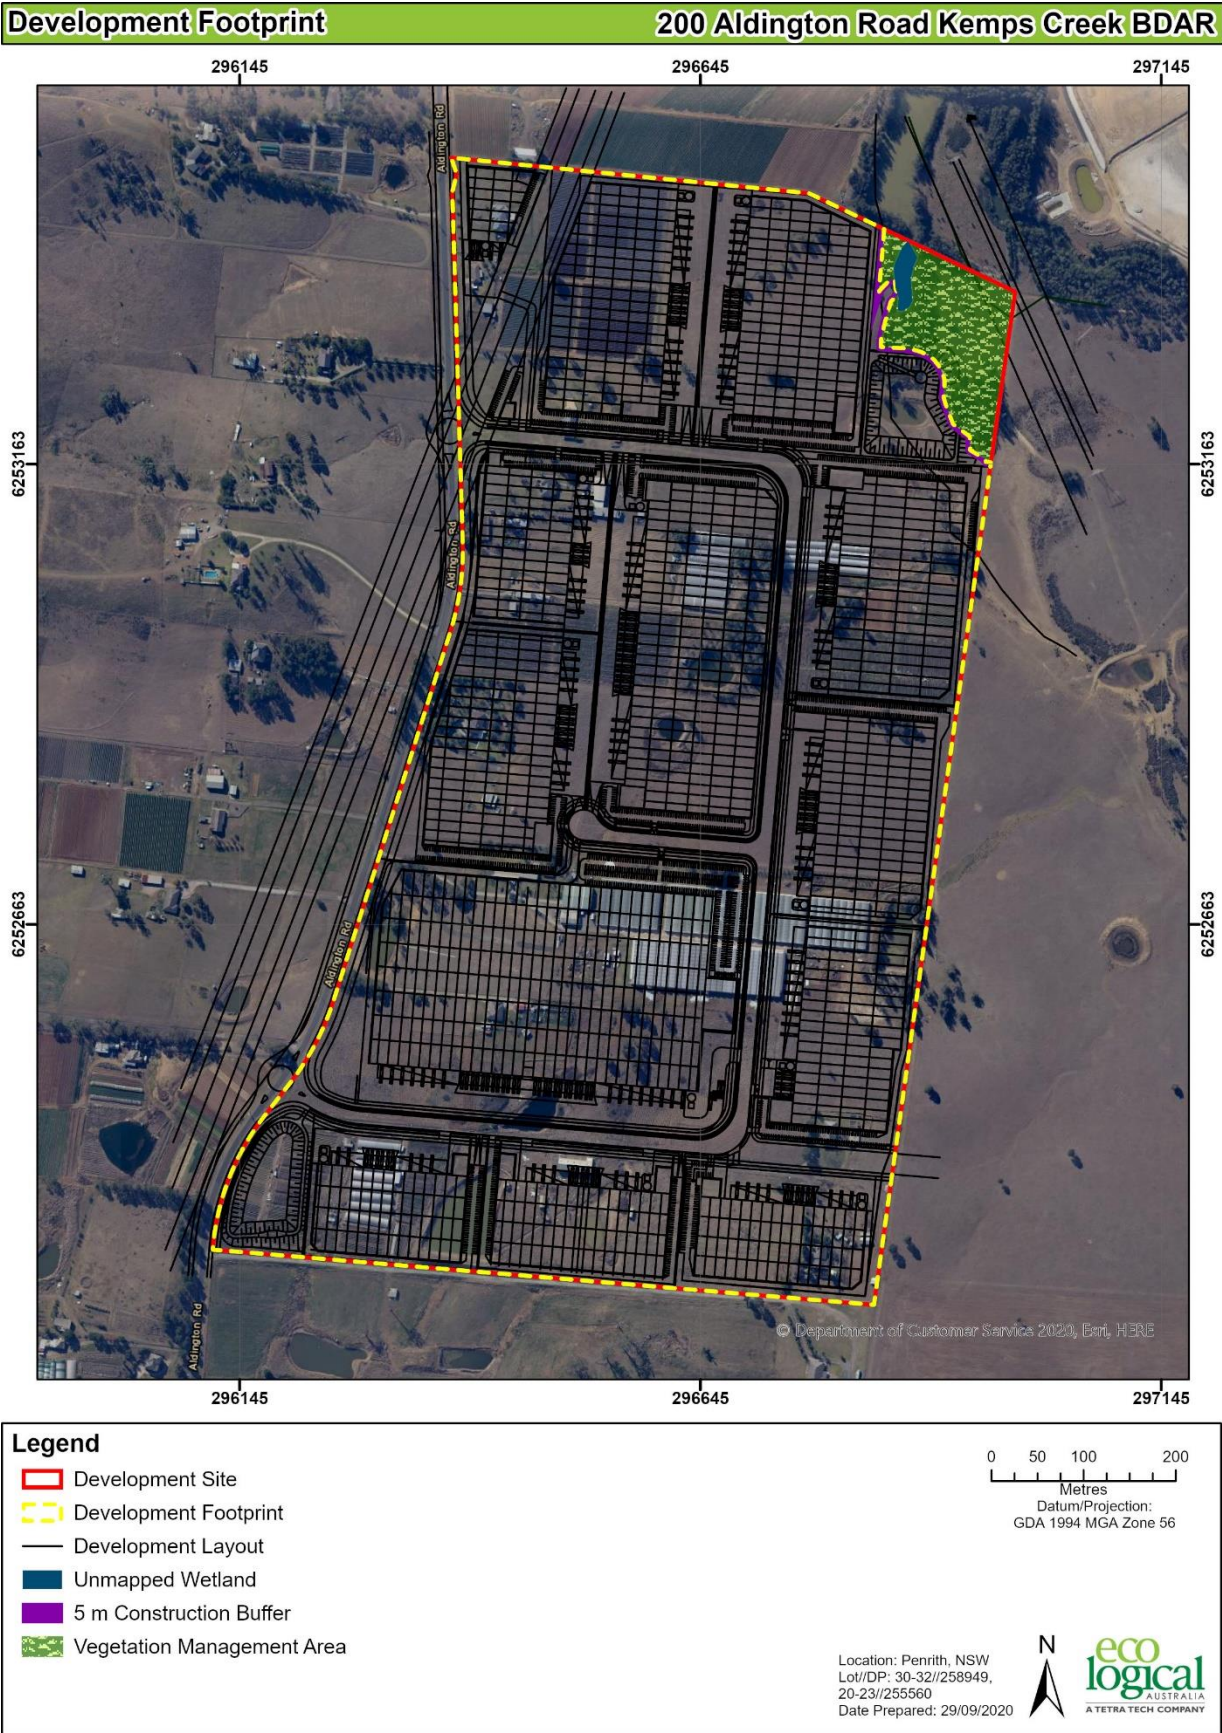 Development Footprint
200 Aldington Road Kemps Creek BDAR
296145
296645
297145
Aldington Rd
6253163
6253163
Aldington Rd
6252663
6252663
Aldington Rd
Aldington Rd
© Department of Customer Service 2020, Esri, HERE
296145
296645
297145
Legend
Development Site
Development Footprint
Development Layout
Unmapped Wetland
5 m Construction Buffer
Vegetation Management Area
0 50 100 200
Metres
Datum/Projection:
GDA 1994 MGA Zone 56
Location: Penrith, NSW
Lot//DP: 30-32//258949,
20-23//255560
Date Prepared: 29/09/2020
N
eco
logical
AUSTRALIA
A TETRA TECH COMPANY